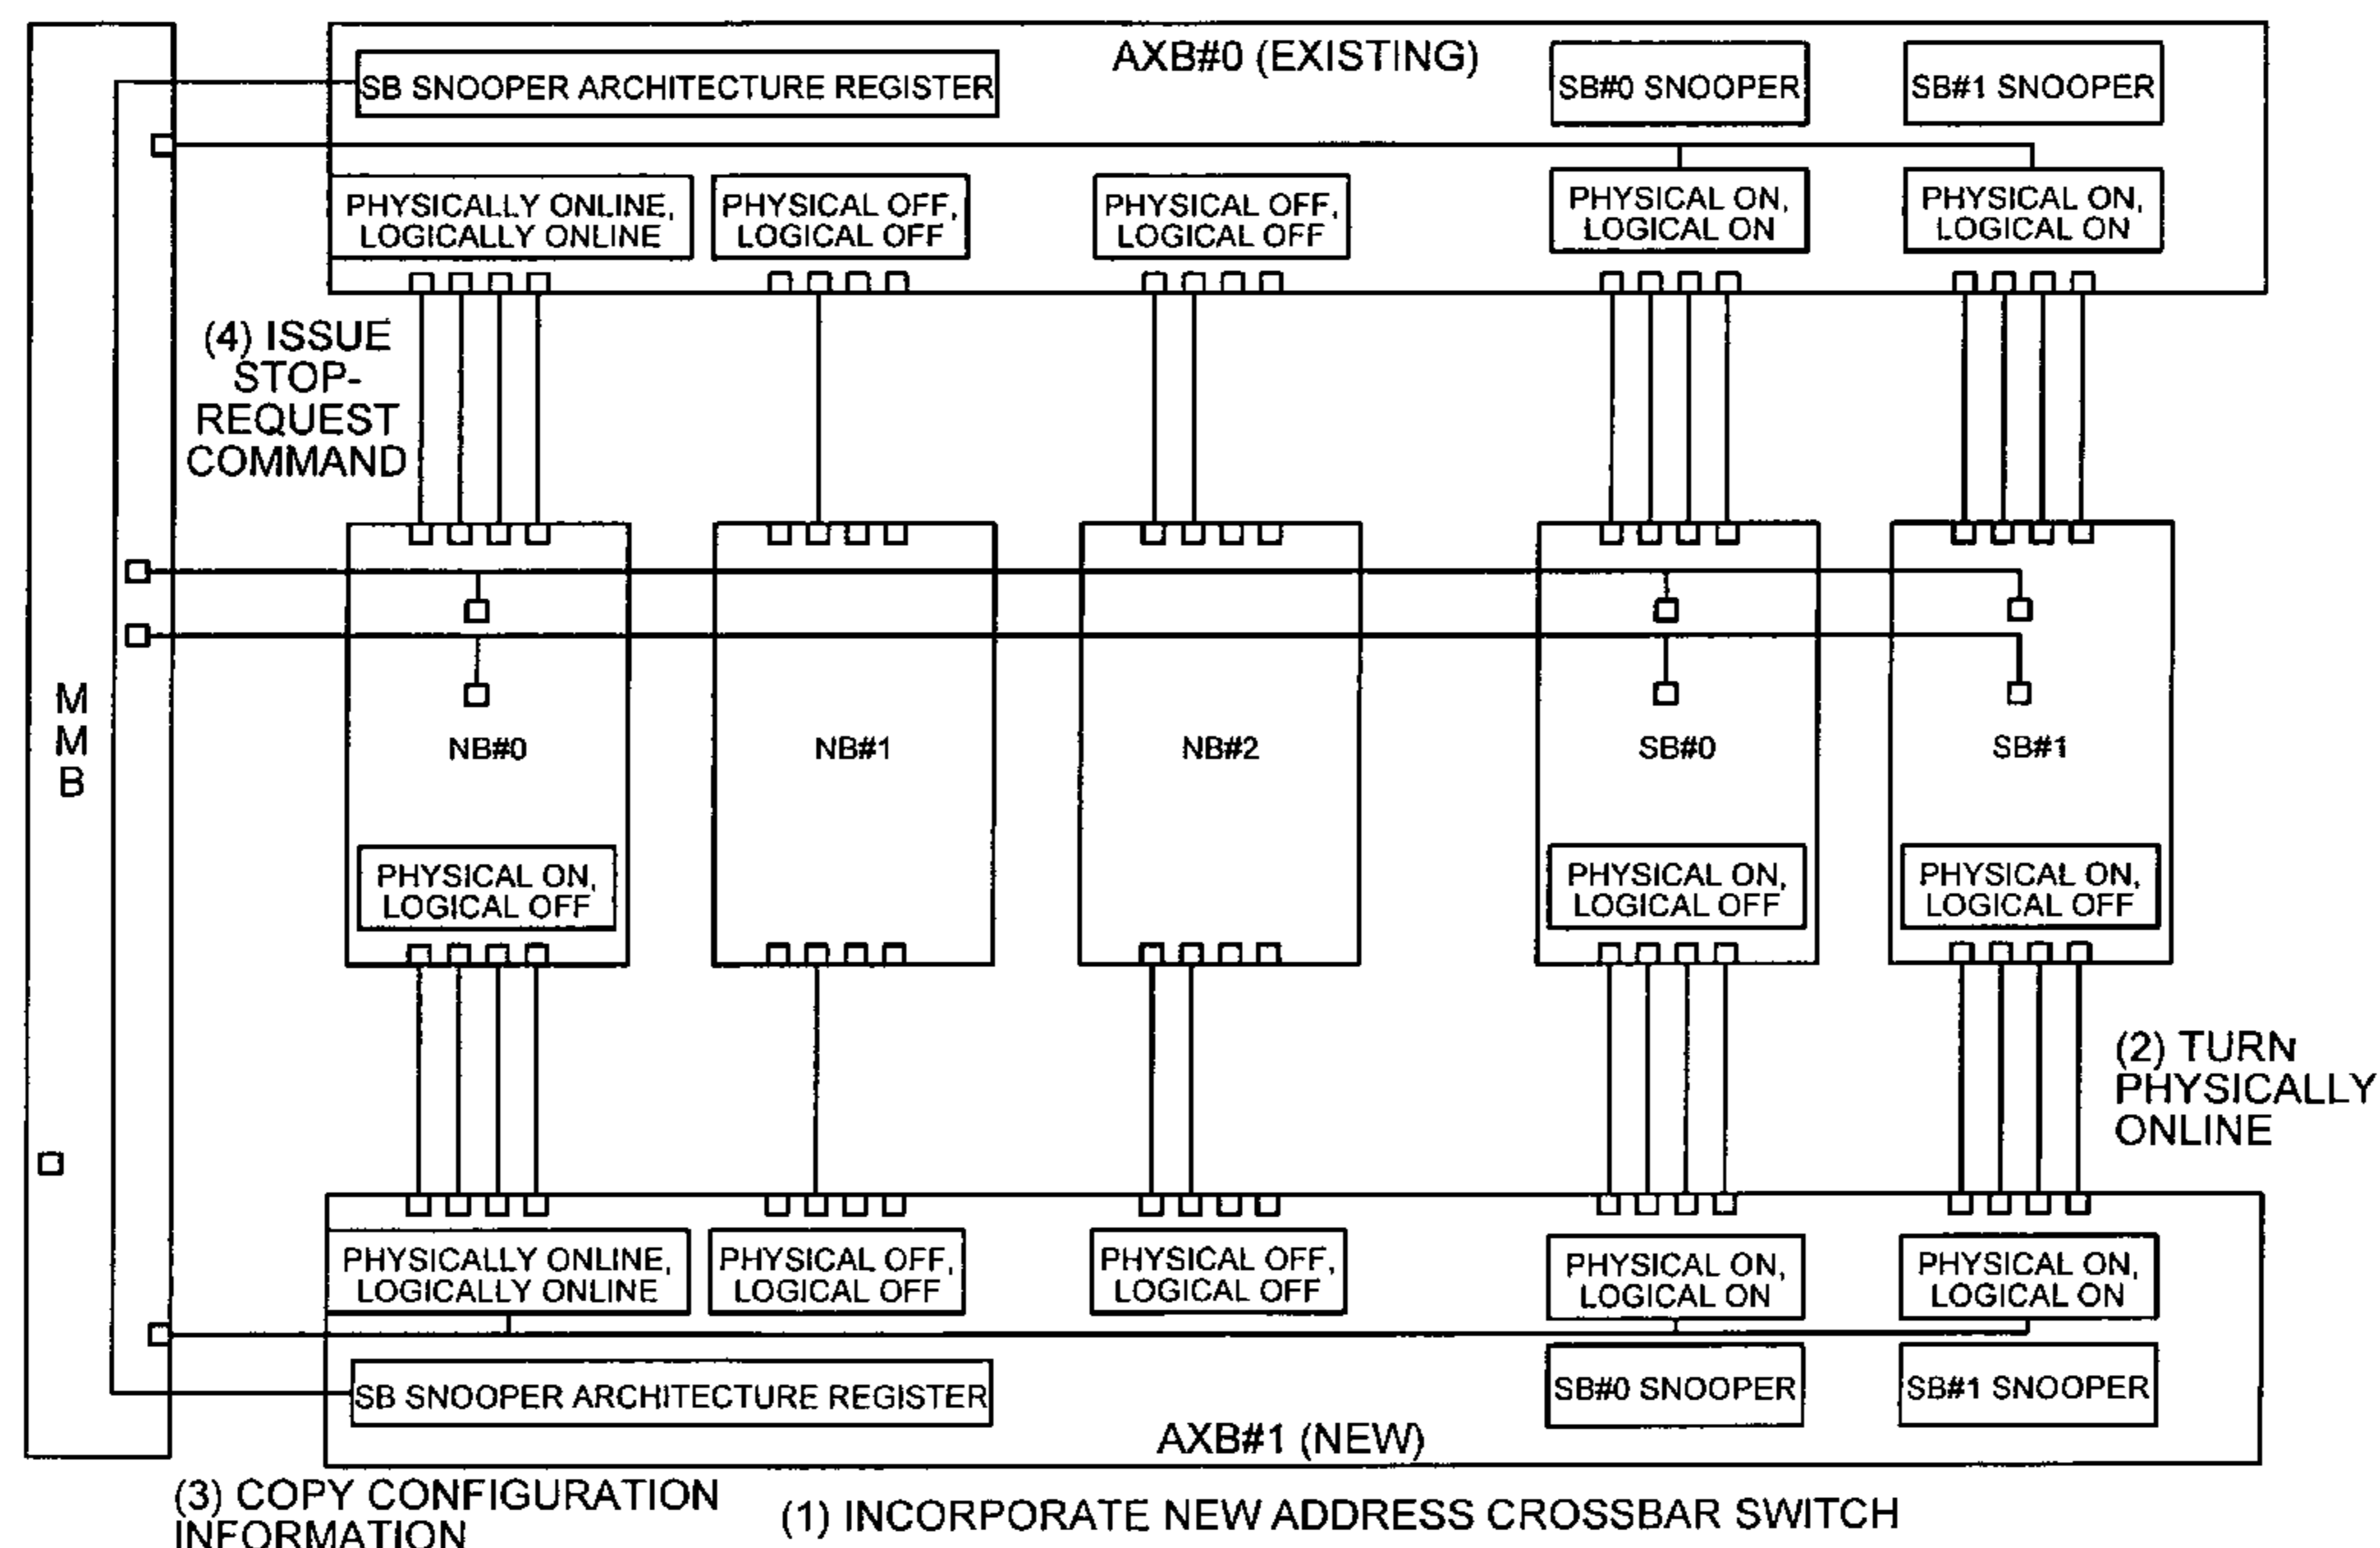 AXB#0 (EXISTING)
SB SNOOPER ARCHITECTURE REGISTER
SB#0 SNOOPER
SB#1 SNOOPER
PHYSICALLY ONLINE,
LOGICALLY ONLINE
PHYSICAL OFF,
LOGICAL OFF
PHYSICAL OFF,
LOGICAL OFF
PHYSICAL ON,
LOGICAL ON
PHYSICAL ON,
LOGICAL ON
(4) ISSUE
STOP-
REQUEST
COMMAND
M
M
B
NB#0
NB#1
NB#2
SB#0
SB#1
PHYSICAL ON,
LOGICAL OFF
PHYSICAL ON,
LOGICAL OFF
PHYSICAL ON,
LOGICAL OFF
(2) TURN
PHYSICALLY
ONLINE
PHYSICALLY ONLINE,
LOGICALLY ONLINE
PHYSICAL OFF,
LOGICAL OFF
PHYSICAL OFF,
LOGICAL OFF
PHYSICAL ON,
LOGICAL ON
PHYSICAL ON,
LOGICAL ON
SB SNOOPER ARCHITECTURE REGISTER
SB#0 SNOOPER
SB#1 SNOOPER
AXB#1 (NEW)
(3) COPY CONFIGURATION
INFORMATION
(1) INCORPORATE NEW ADDRESS CROSSBAR SWITCH